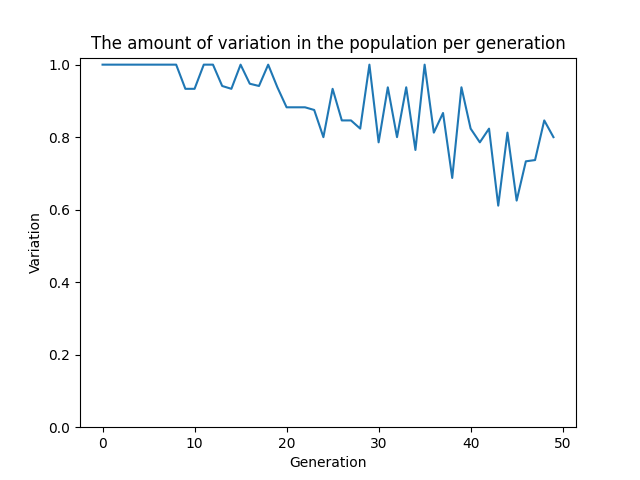 The amount of variation in the population per generation
1.0
0.8
0.6
0.4
0.2
0.0
Variation
0 10 20 30 40 50
Generation